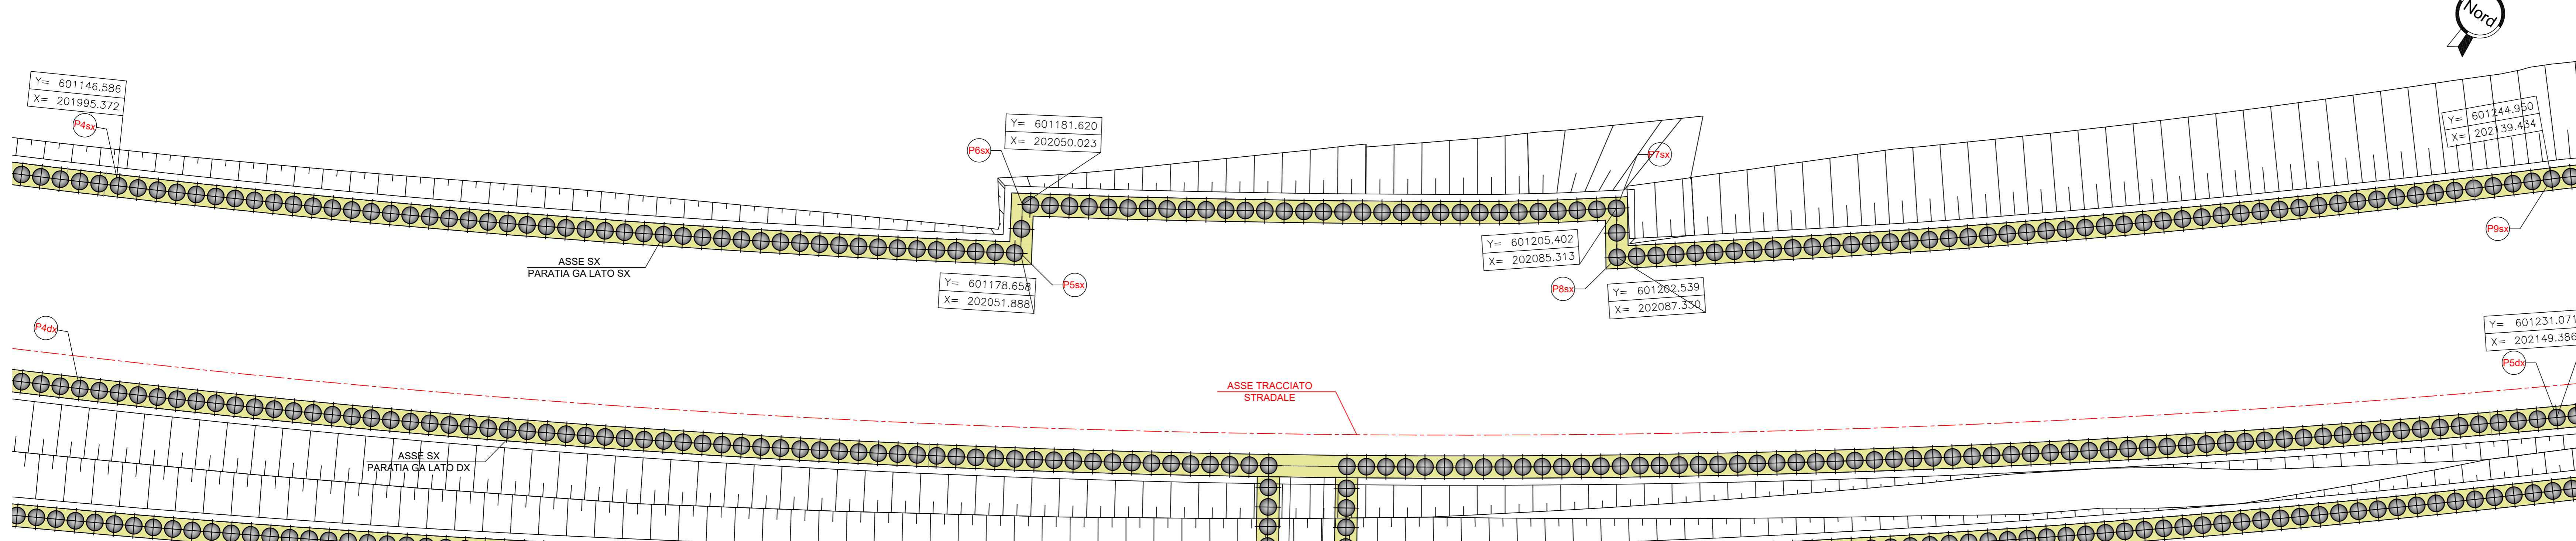 Nord
Y= 601146.586
X= 201995.372
P4sx
P6sx
Y= 601181.620
X= 202050.023
P7sx
Y= 601244.950
X= 202139.434
P9sx
ASSE SX
PARATIA GA LATO SX
Y= 601178.658
X= 202051.888
P5sx
Y= 601205.402
X= 202085.313
P8sx
Y= 601202.539
X= 202087.330
P4dx
Y= 601231.071
X= 202149.386
P5dx
ASSE TRACCIATO
STRADALE
ASSE SX
PARATIA GA LATO DX